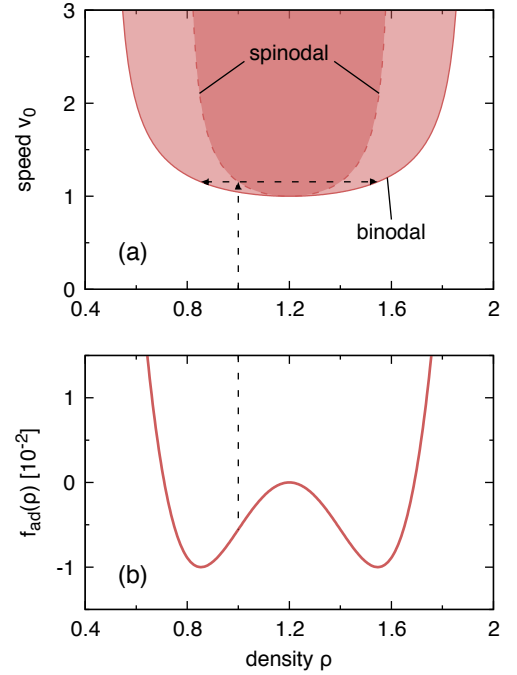 3
2
1
0
speed v0
spinodal
binodal
(a)
0.4
0.8
1.2
1.6
2
1
0
-1
fad(ρ) [10-2]
(b)
0.4
0.8
1.2
1.6
2
density ρ